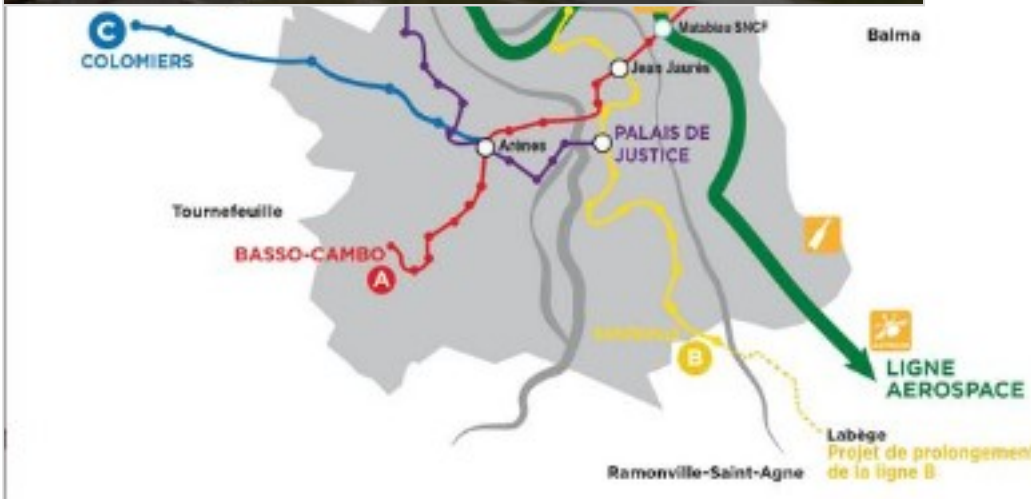 Matabiau SNCF
Balma
C
COLOMIERS
Jean Jaurès
PALAIS DE
JUSTICE
Arènes
Tournefeuille
BASSO-CAMBO
A
B
LIGNE
AEROSPACE
Labège
Projet de prolongement
de la ligne B
Ramonville-Saint-Agne